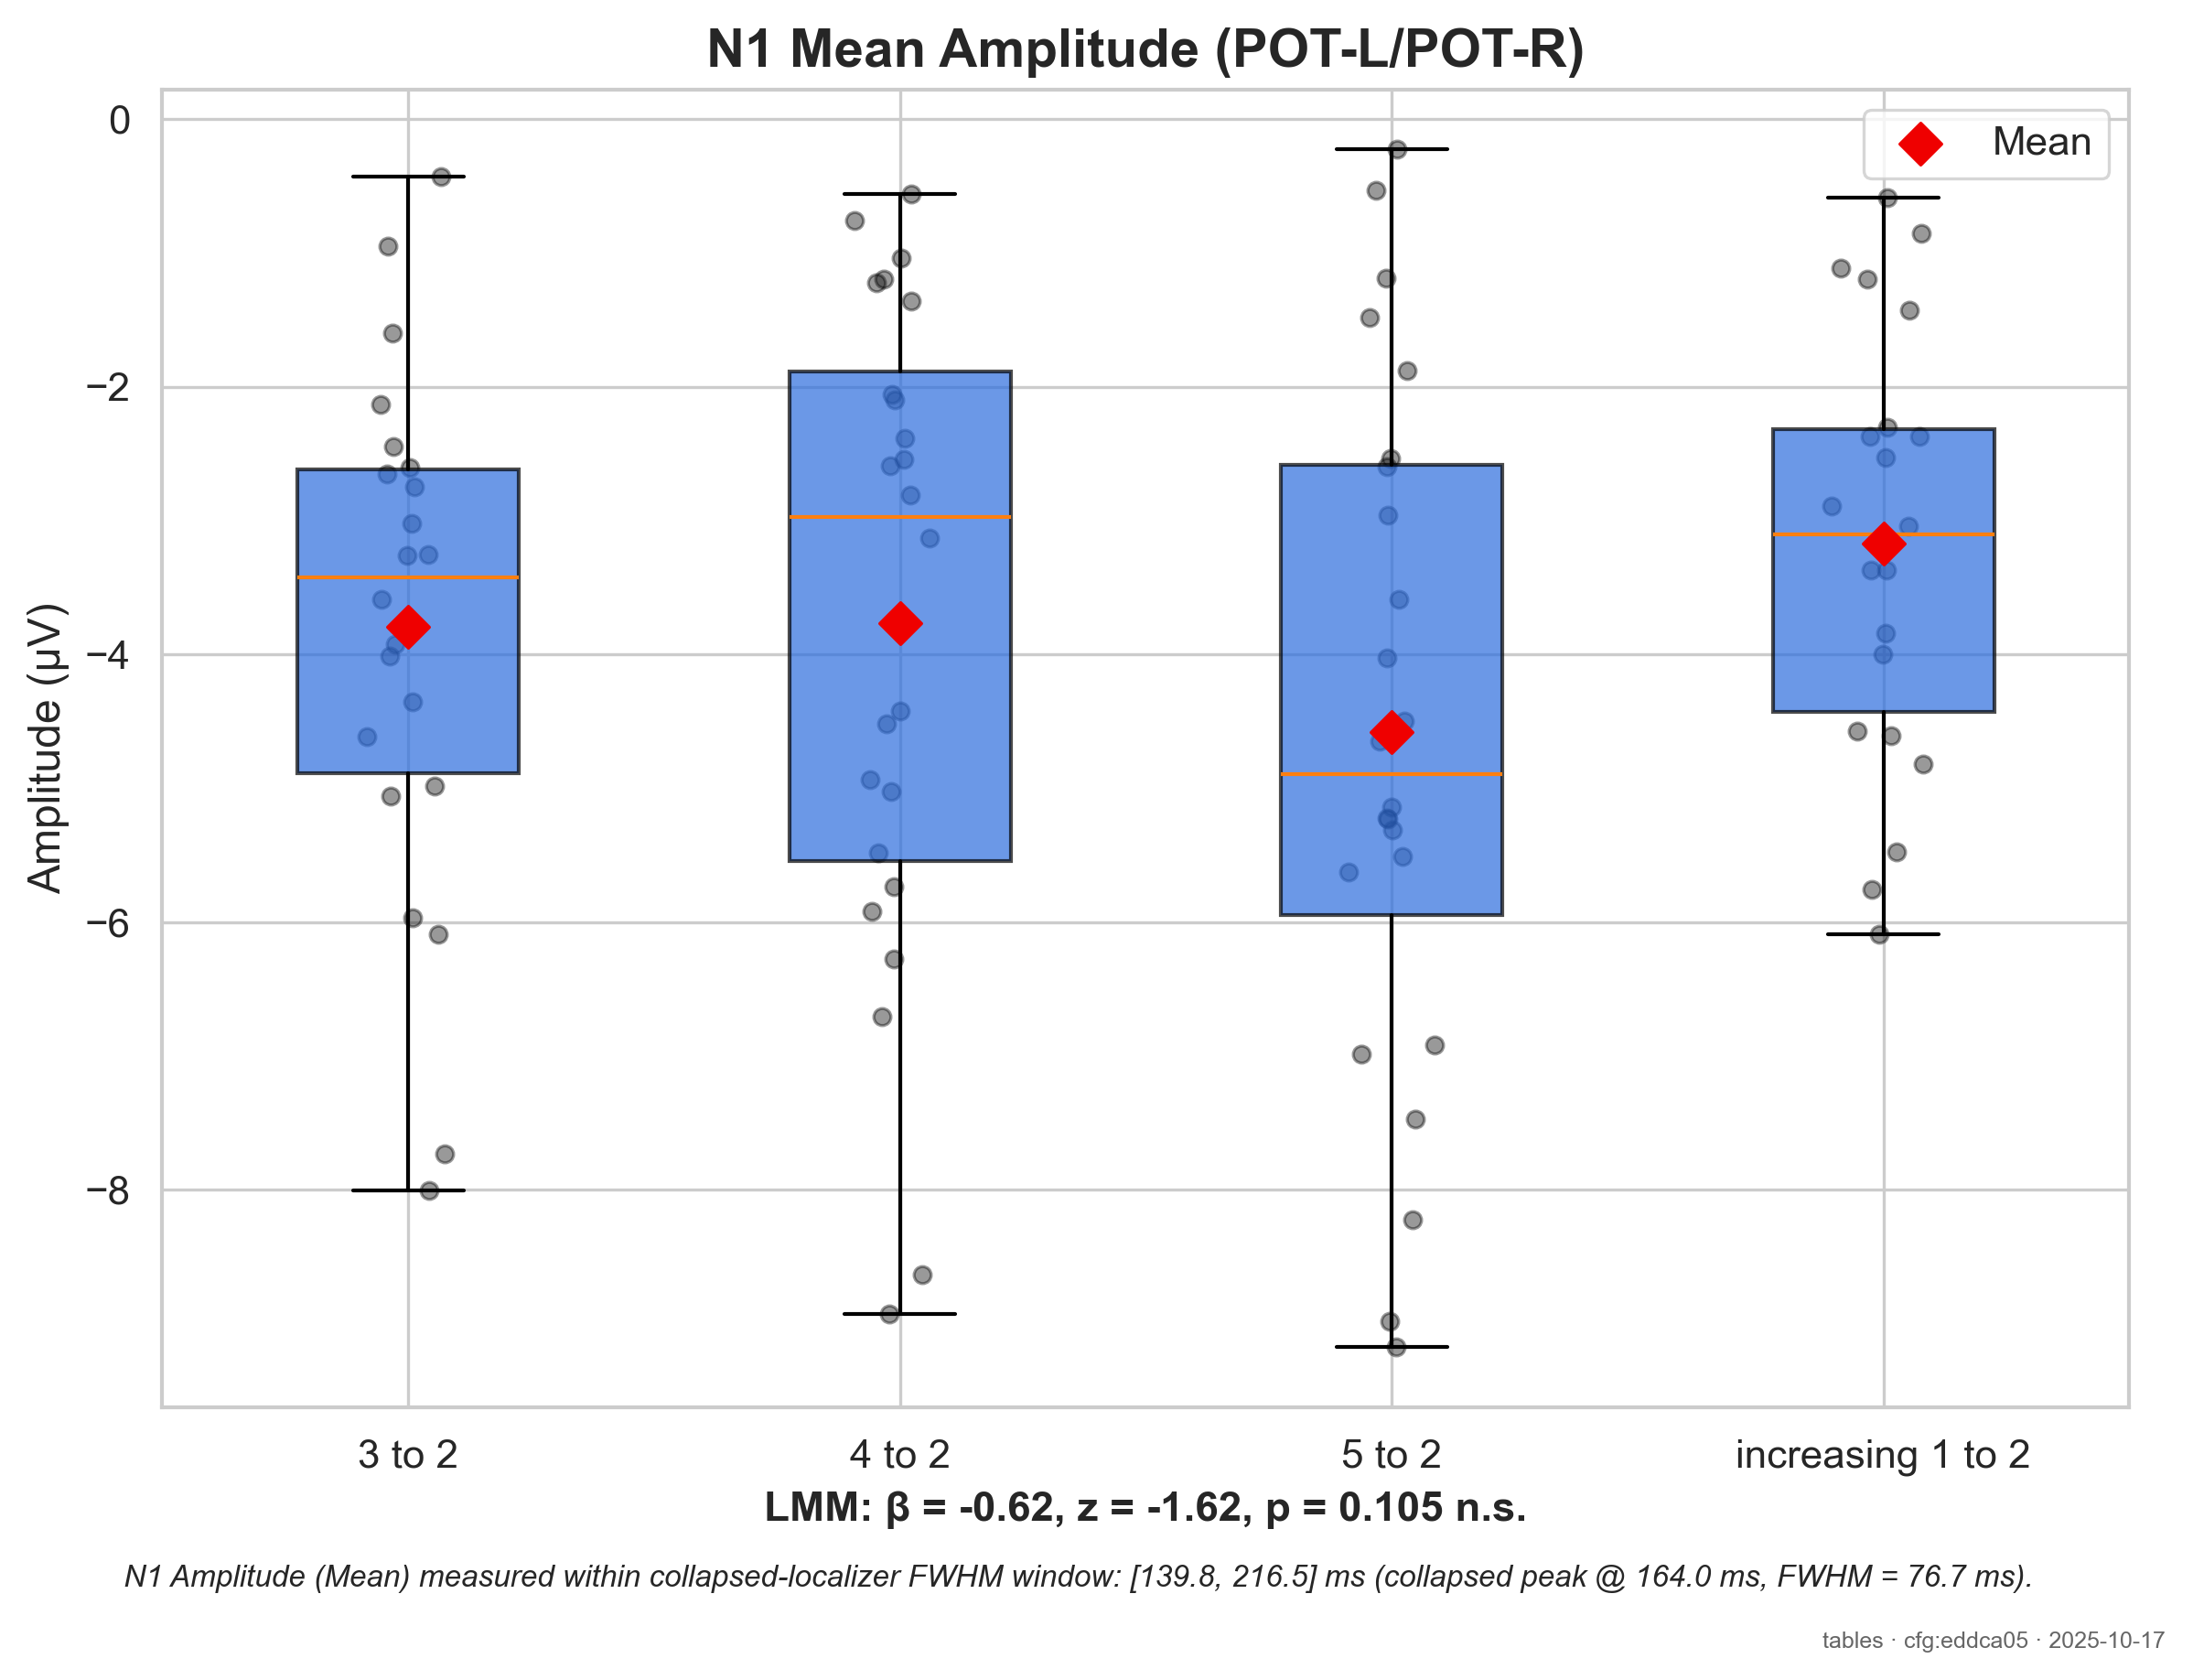 N1 Mean Amplitude (POT-L/POT-R)
Mean
Amplitude (µV)
0
−2
−4
−6
−8
3 to 2
4 to 2
5 to 2
increasing 1 to 2
LMM: β = -0.62, z = -1.62, p = 0.105 n.s.
N1 Amplitude (Mean) measured within collapsed-localizer FWHM window: [139.8, 216.5] ms (collapsed peak @ 164.0 ms, FWHM = 76.7 ms).
tables · cfg:eddca05 · 2025-10-17